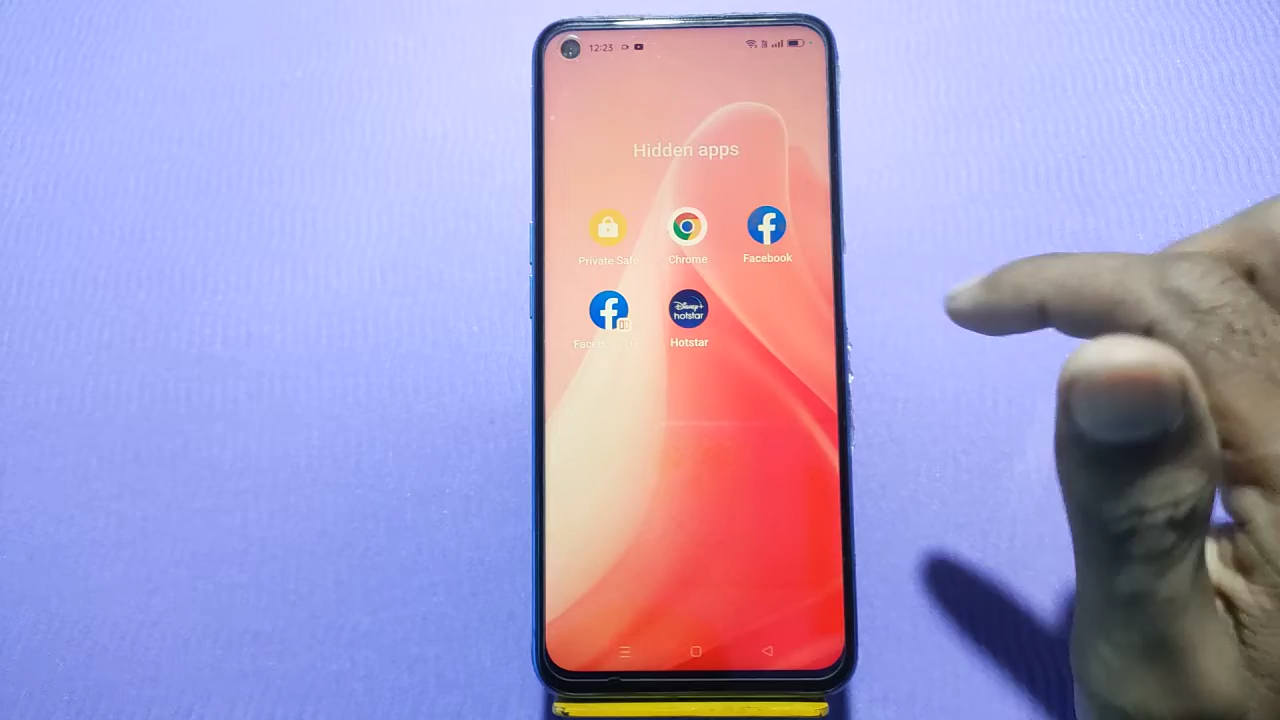 12:23
Hidden apps
Private Safe
Chrome
Facebook
Disney+
hotstar
Hotstar